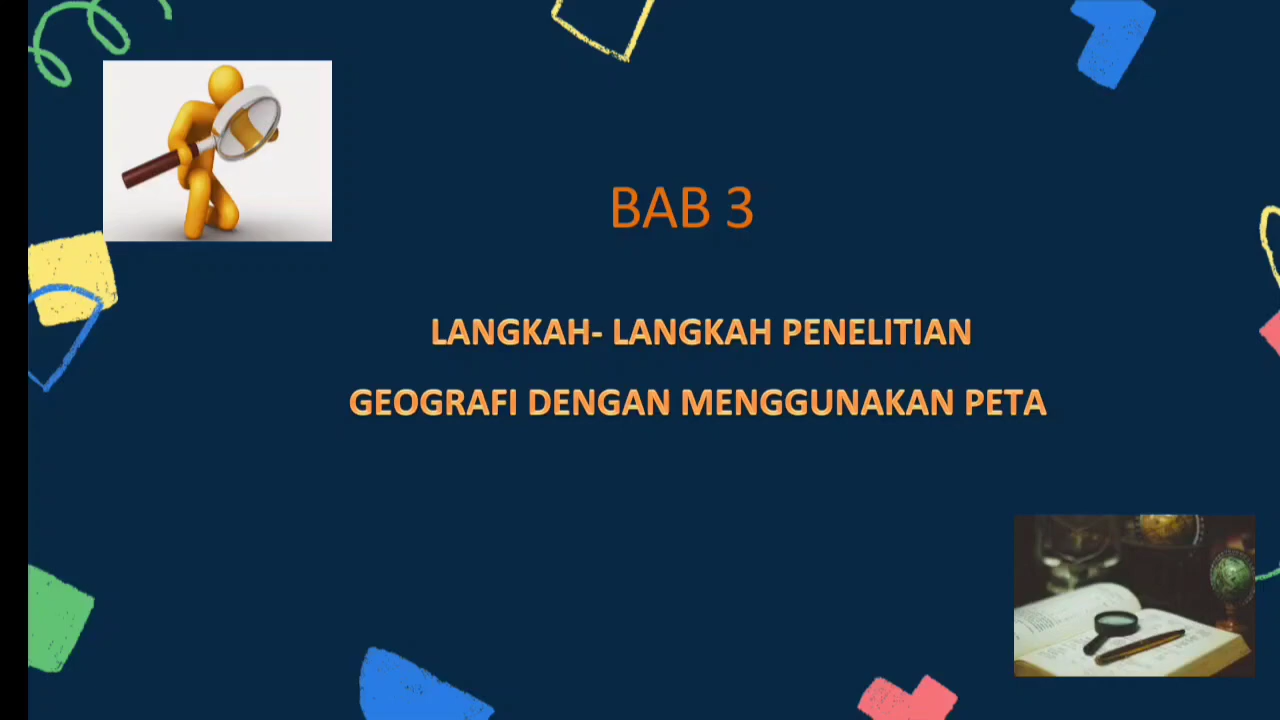 BAB 3
LANGKAH- LANGKAH PENELITIAN
GEOGRAFI DENGAN MENGGUNAKAN PETA